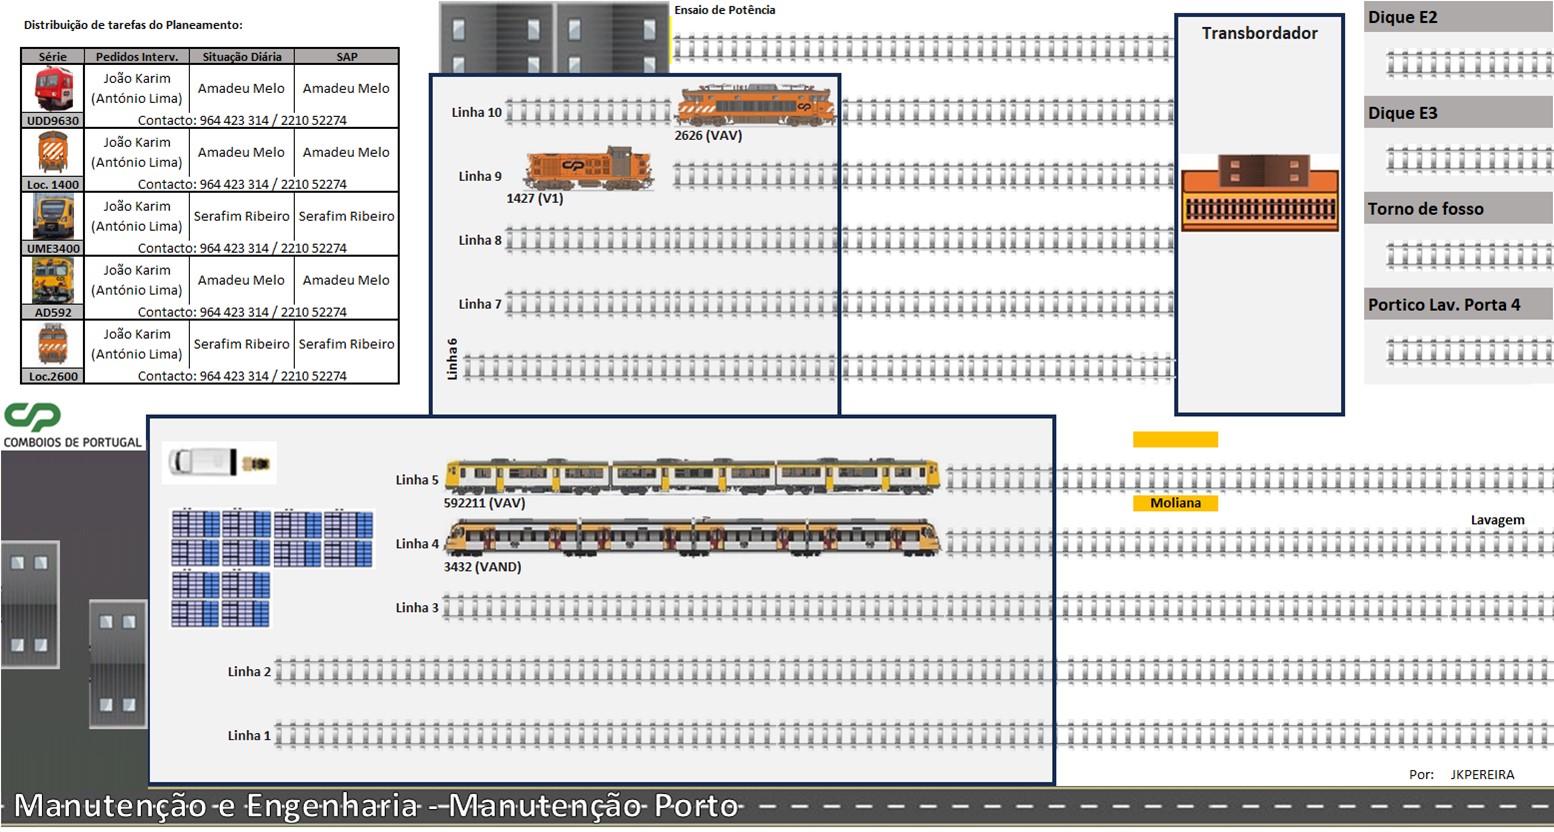 Distribuição de tarefas do Planeamento:
Série Pedidos Interv. Situação Diária SAP
João Karim
(António Lima) Amadeu Melo Amadeu Melo
UDD9630 Contacto: 964 423 314 / 2210 52274
João Karim
(António Lima) Amadeu Melo Amadeu Melo
Loc. 1400 Contacto: 964 423 314 / 2210 52274
João Karim
(António Lima) Serafim Ribeiro Serafim Ribeiro
UME3400 Contacto: 964 423 314 / 2210 52274
João Karim
(António Lima) Amadeu Melo Amadeu Melo
AD592 Contacto: 964 423 314 / 2210 52274
João Karim
(António Lima) Serafim Ribeiro Serafim Ribeiro
Loc.2600 Contacto: 964 423 314 / 2210 52274
CP
COMBOIOS DE PORTUGAL
Ensaio de Potência
Linha 10
2626 (VAV)
Linha 9
1427 (V1)
Linha 8
Linha 7
Linha 6
Transbordador
Dique E2
Dique E3
Torno de fosso
Portico Lav. Porta 4
Linha 5
592211 (VAV)
Moliana
Linha 4
3432 (VAND)
Lavagem
Linha 3
Linha 2
Linha 1
Por: JKPEREIRA
Manutenção e Engenharia - Manutenção Porto